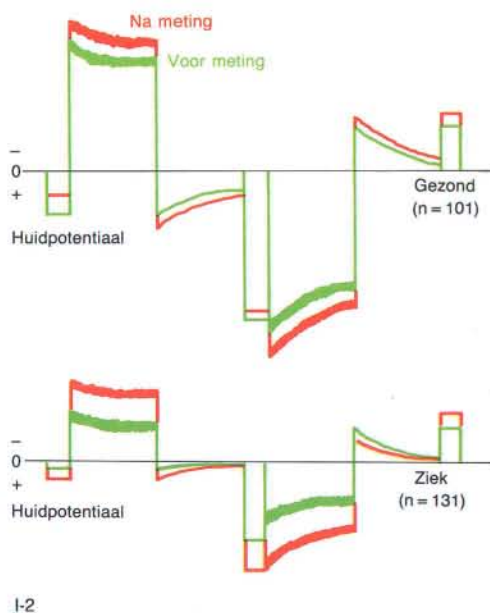 Na meting
Voor meting
−
0
+
Gezond
(n = 101)
Huidpotentiaal
−
0
+
Ziek
(n = 131)
Huidpotentiaal
I-2